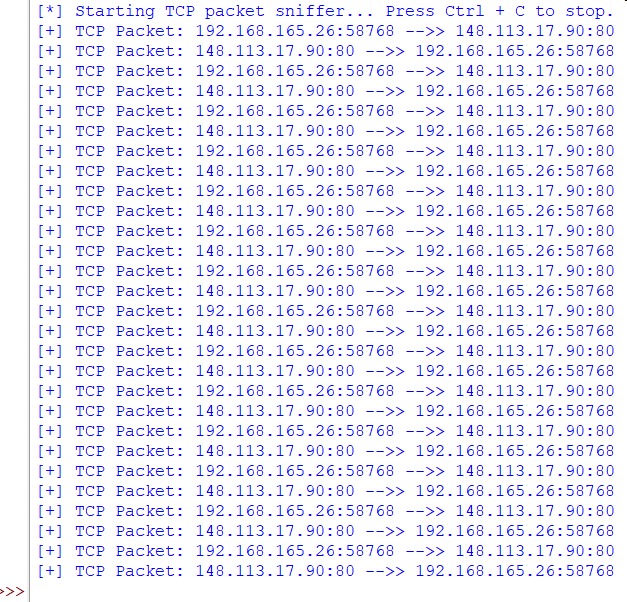 [*] Starting TCP packet sniffer... Press Ctrl + C to stop.
[+] TCP Packet: 192.168.165.26:58768 -->> 148.113.17.90:80
[+] TCP Packet: 148.113.17.90:80 -->> 192.168.165.26:58768
[+] TCP Packet: 192.168.165.26:58768 -->> 148.113.17.90:80
[+] TCP Packet: 148.113.17.90:80 -->> 192.168.165.26:58768
[+] TCP Packet: 192.168.165.26:58768 -->> 148.113.17.90:80
[+] TCP Packet: 148.113.17.90:80 -->> 192.168.165.26:58768
[+] TCP Packet: 192.168.165.26:58768 -->> 148.113.17.90:80
[+] TCP Packet: 148.113.17.90:80 -->> 192.168.165.26:58768
[+] TCP Packet: 192.168.165.26:58768 -->> 148.113.17.90:80
[+] TCP Packet: 148.113.17.90:80 -->> 192.168.165.26:58768
[+] TCP Packet: 192.168.165.26:58768 -->> 148.113.17.90:80
[+] TCP Packet: 148.113.17.90:80 -->> 192.168.165.26:58768
[+] TCP Packet: 192.168.165.26:58768 -->> 148.113.17.90:80
[+] TCP Packet: 148.113.17.90:80 -->> 192.168.165.26:58768
[+] TCP Packet: 192.168.165.26:58768 -->> 148.113.17.90:80
[+] TCP Packet: 148.113.17.90:80 -->> 192.168.165.26:58768
[+] TCP Packet: 192.168.165.26:58768 -->> 148.113.17.90:80
[+] TCP Packet: 148.113.17.90:80 -->> 192.168.165.26:58768
[+] TCP Packet: 192.168.165.26:58768 -->> 148.113.17.90:80
[+] TCP Packet: 148.113.17.90:80 -->> 192.168.165.26:58768
[+] TCP Packet: 192.168.165.26:58768 -->> 148.113.17.90:80
[+] TCP Packet: 148.113.17.90:80 -->> 192.168.165.26:58768
[+] TCP Packet: 192.168.165.26:58768 -->> 148.113.17.90:80
[+] TCP Packet: 148.113.17.90:80 -->> 192.168.165.26:58768
[+] TCP Packet: 192.168.165.26:58768 -->> 148.113.17.90:80
[+] TCP Packet: 148.113.17.90:80 -->> 192.168.165.26:58768
[+] TCP Packet: 192.168.165.26:58768 -->> 148.113.17.90:80
[+] TCP Packet: 148.113.17.90:80 -->> 192.168.165.26:58768
>>>